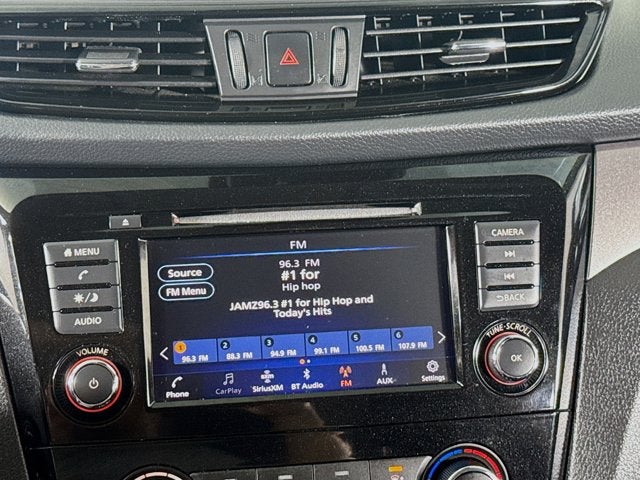 MENU
AUDIO
VOLUME
FM
Source
FM Menu
96.3 FM
#1 for
Hip hop
JAMZ96.3 #1 for Hip Hop and
Today's Hits
1 2 3 4 5 6
96.3 FM 88.3 FM 94.9 FM 99.1 FM 100.5 FM 107.9 FM
Phone CarPlay SiriusXM BT Audio FM AUX Settings
CAMERA
BACK
TUNE·SCROLL
OK